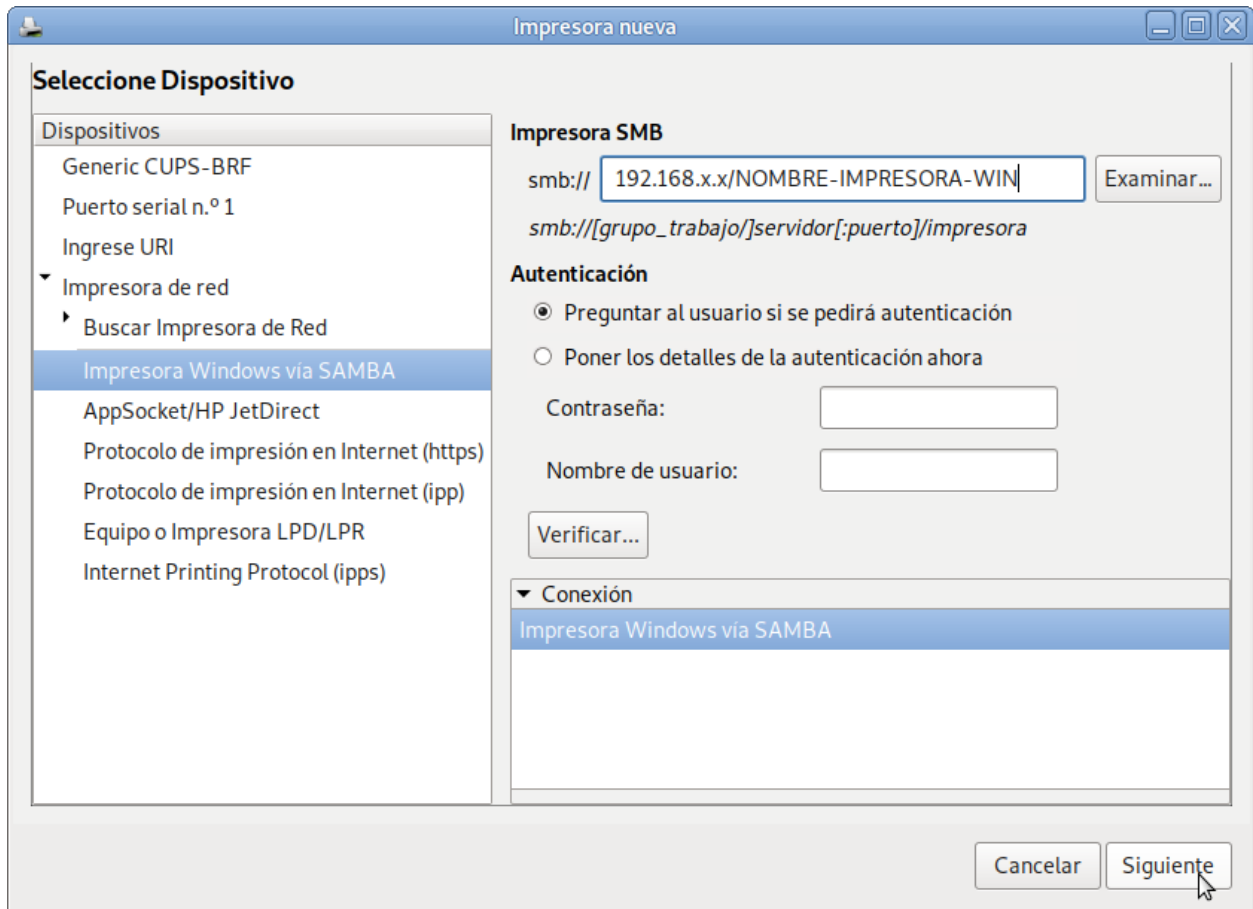 Impresora nueva
Seleccione Dispositivo
Dispositivos
Generic CUPS-BRF
Puerto serial n.º 1
Ingrese URI
Impresora de red
Buscar Impresora de Red
Impresora Windows vía SAMBA
AppSocket/HP JetDirect
Protocolo de impresión en Internet (https)
Protocolo de impresión en Internet (ipp)
Equipo o Impresora LPD/LPR
Internet Printing Protocol (ipps)
Impresora SMB
smb:// 192.168.x.x/NOMBRE-IMPRESORA-WIN Examinar...
smb://[grupo_trabajo/]servidor[:puerto]/impresora
Autenticación
Preguntar al usuario si se pedirá autenticación
Poner los detalles de la autenticación ahora
Contraseña:
Nombre de usuario:
Verificar...
Conexión
Impresora Windows vía SAMBA
Cancelar Siguiente